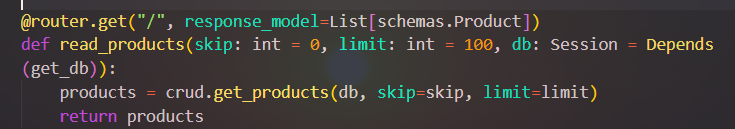 @router.get("/", response_model=List[schemas.Product])
def read_products(skip: int = 0, limit: int = 100, db: Session = Depends
(get_db)):
    products = crud.get_products(db, skip=skip, limit=limit)
    return products